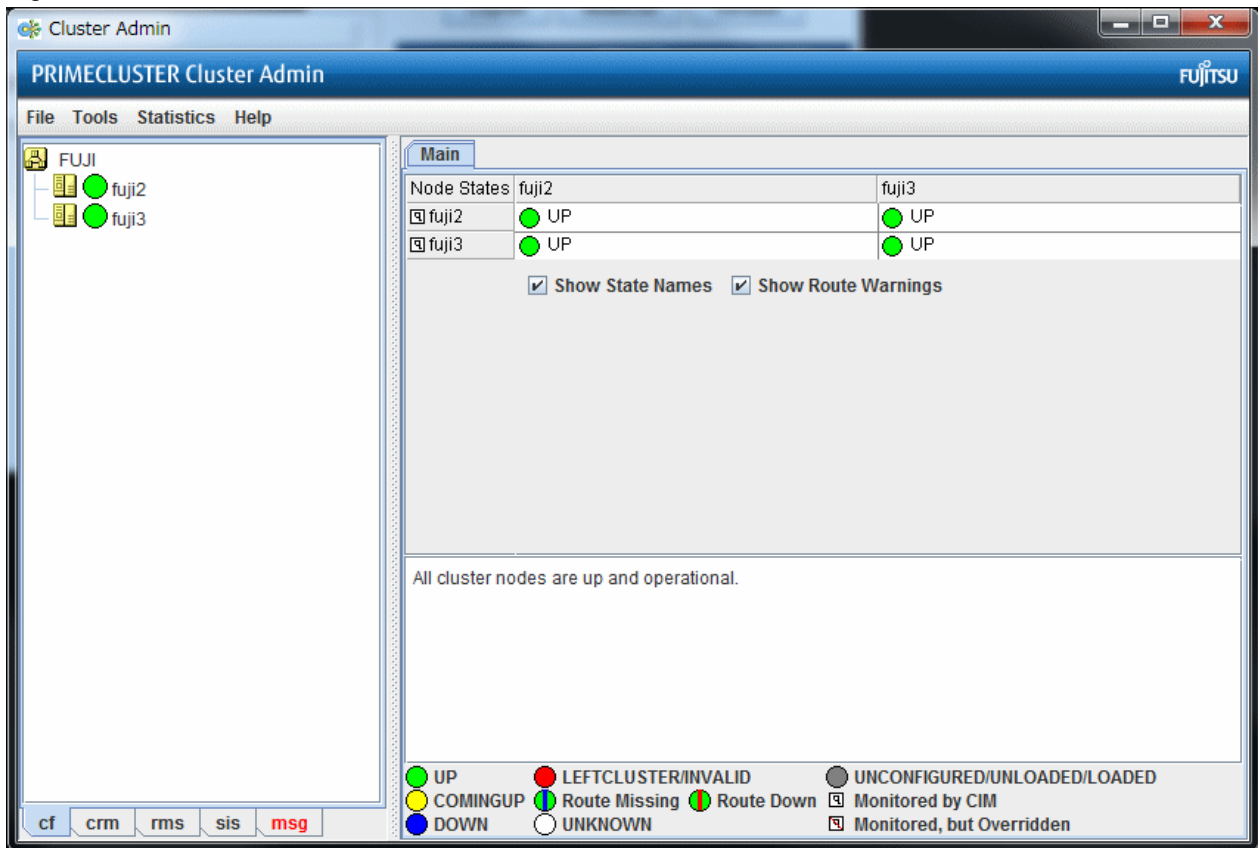 Cluster Admin
PRIMECLUSTER Cluster Admin
FUJITSU
File Tools Statistics Help
FUJI
fuji2
fuji3
Main
Node States fuji2 fuji3
fuji2 UP UP
fuji3 UP UP
Show State Names Show Route Warnings
All cluster nodes are up and operational.
UP LEFTCLUSTER/INVALID UNCONFIGURED/UNLOADED/LOADED
COMINGUP Route Missing Route Down Monitored by CIM
DOWN UNKNOWN Monitored, but Overridden
cf crm rms sis msg